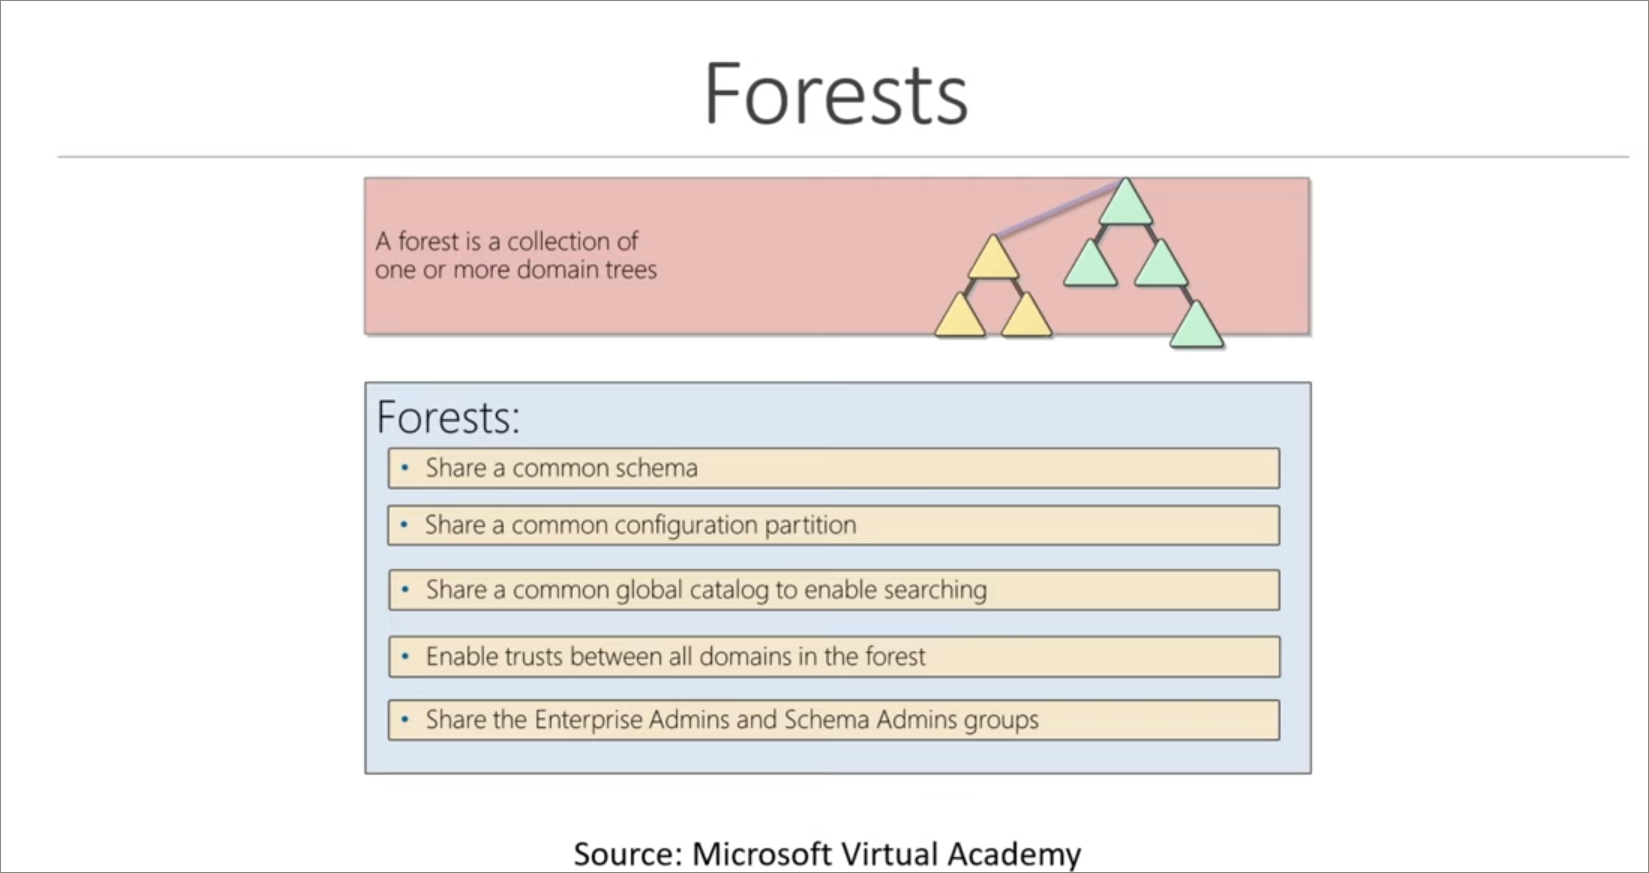 Forests
A forest is a collection of
one or more domain trees
Forests:
• Share a common schema
• Share a common configuration partition
• Share a common global catalog to enable searching
• Enable trusts between all domains in the forest
• Share the Enterprise Admins and Schema Admins groups
Source: Microsoft Virtual Academy